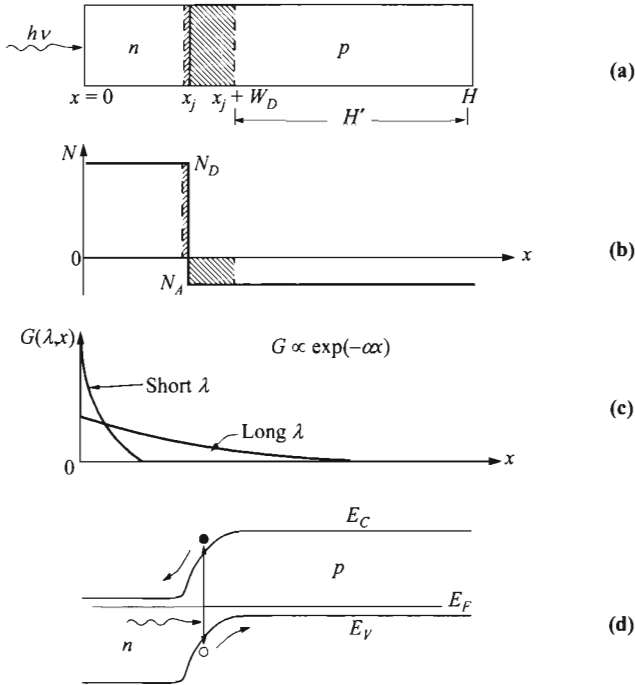 hν
n
p
(a)
x = 0
x_j
x_j + W_D
H
H′
N
N_D
0
x
(b)
N_A
G(λ,x)
G ∝ exp(−αx)
Short λ
(c)
Long λ
0
x
E_C
p
E_F
E_V
(d)
n